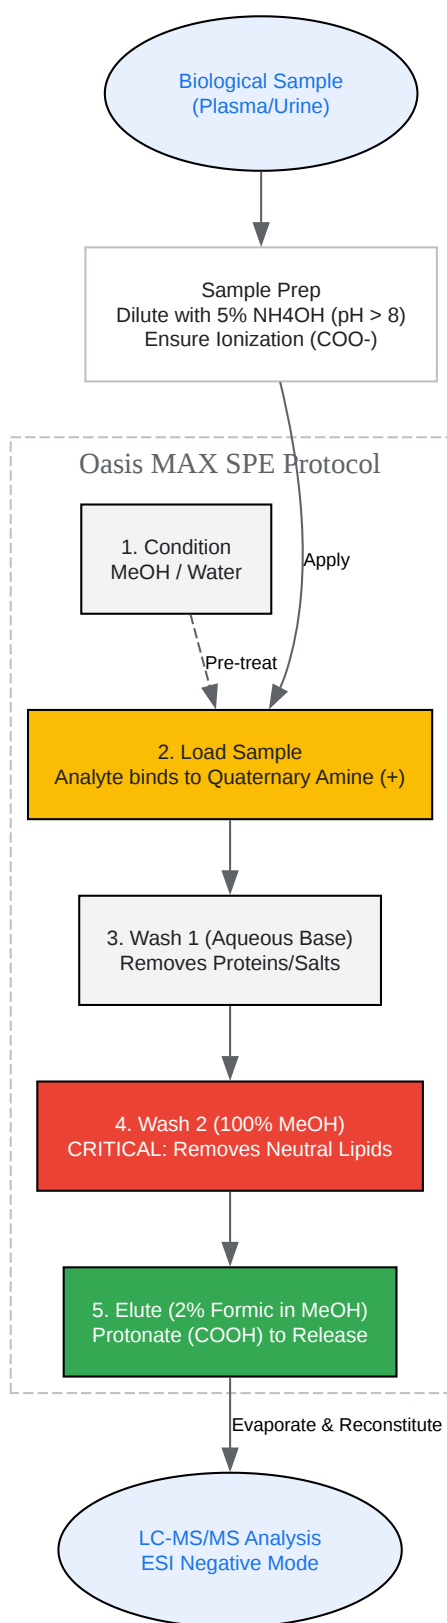 Biological Sample
(Plasma/Urine)
Sample Prep
Dilute with 5% NH4OH (pH > 8)
Ensure Ionization (COO-)
Oasis MAX SPE Protocol
1. Condition
MeOH / Water
Apply
Pre-treat
2. Load Sample
Analyte binds to Quaternary Amine (+)
3. Wash 1 (Aqueous Base)
Removes Proteins/Salts
4. Wash 2 (100% MeOH)
CRITICAL: Removes Neutral Lipids
5. Elute (2% Formic in MeOH)
Protonate (COOH) to Release
Evaporate & Reconstitute
LC-MS/MS Analysis
ESI Negative Mode